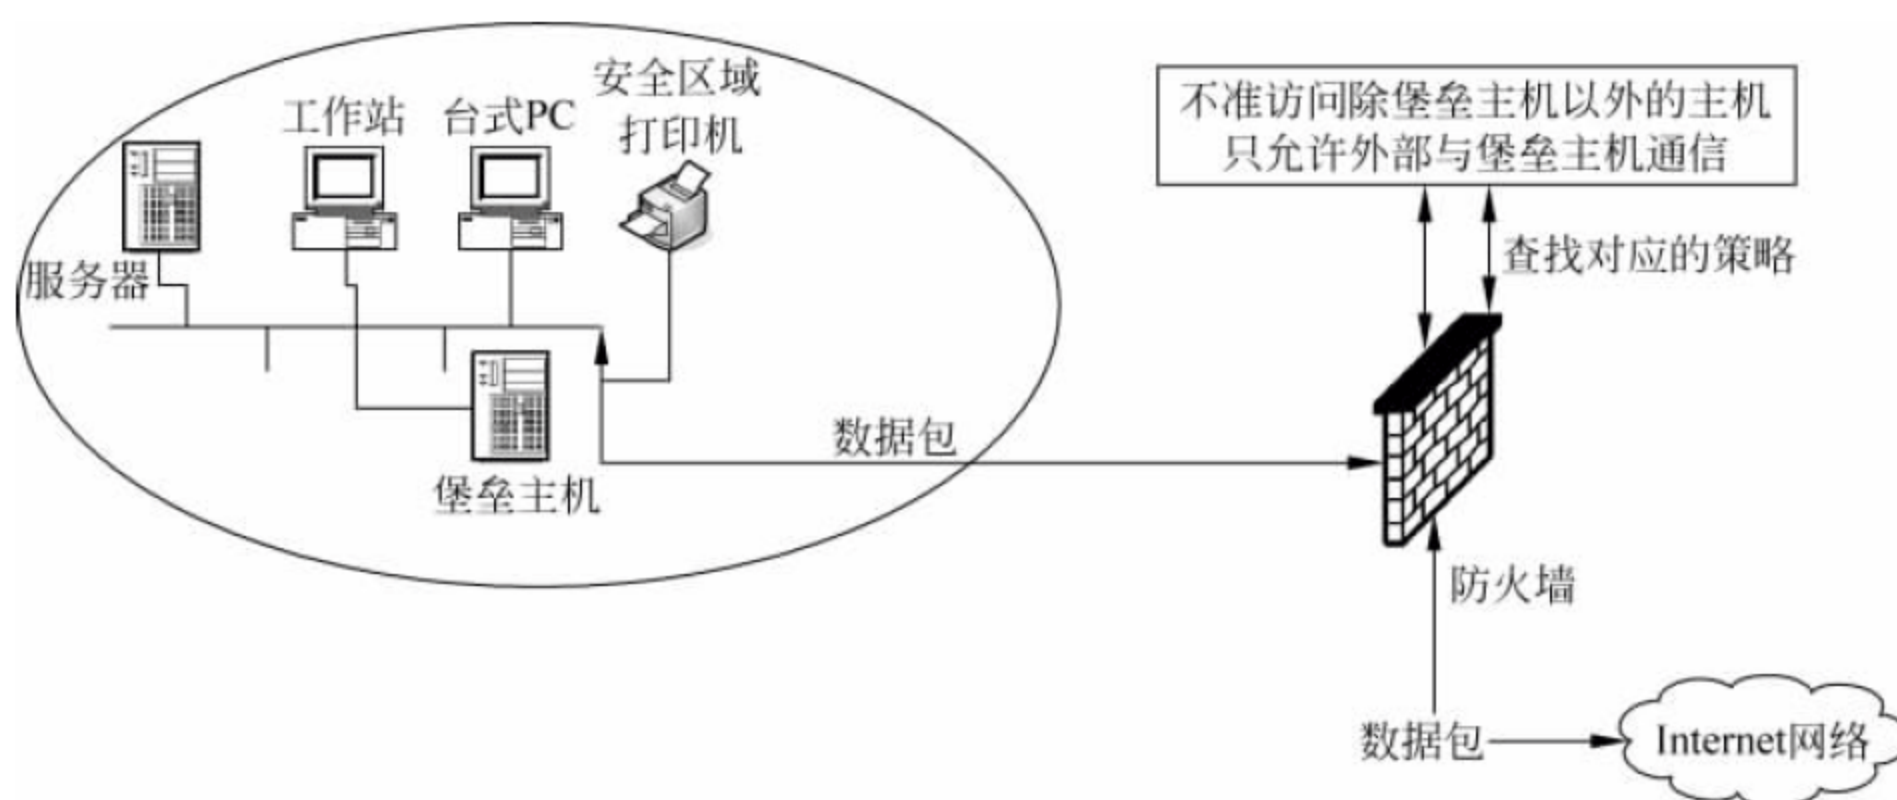 安全区域
打印机
工作站
台式PC
服务器
堡垒主机
数据包
不准访问除堡垒主机以外的主机
只允许外部与堡垒主机通信
查找对应的策略
防火墙
数据包
Internet网络